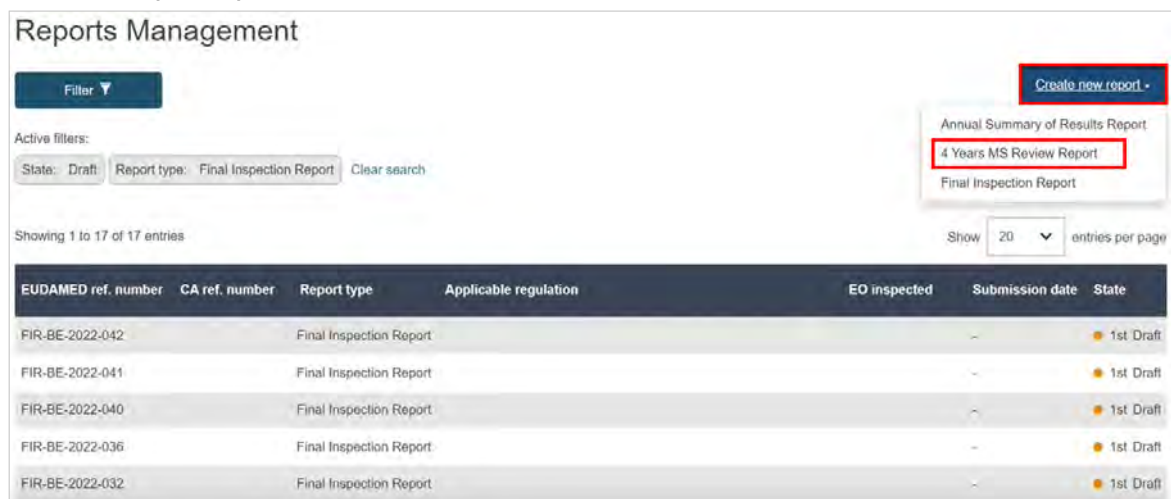 Reports Management
Filter
Create new report
Annual Summary of Results Report
4 Years MS Review Report
Final Inspection Report
Active filters:
State: Draft Report type: Final Inspection Report Clear search
Showing 1 to 17 of 17 entries
Show 20 entries per page
EUDAMED ref. number CA ref. number Report type Applicable regulation EO inspected Submission date State
FIR-BE-2022-042 Final Inspection Report - 1st Draft
FIR-BE-2022-041 Final Inspection Report - 1st Draft
FIR-BE-2022-040 Final Inspection Report - 1st Draft
FIR-BE-2022-036 Final Inspection Report - 1st Draft
FIR-BE-2022-032 Final Inspection Report - 1st Draft